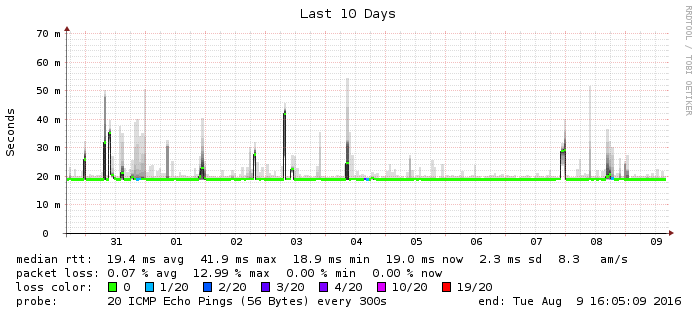 Last 10 Days
RRDTOOL / TOBI OETIKER
Seconds
70 m
60 m
50 m
40 m
30 m
20 m
10 m
0
31 01 02 03 04 05 06 07 08 09
median rtt: 19.4 ms avg 41.9 ms max 18.9 ms min 19.0 ms now 2.3 ms sd 8.3 am/s
packet loss: 0.07 % avg 12.99 % max 0.00 % min 0.00 % now
loss color: 0 1/20 2/20 3/20 4/20 10/20 19/20
probe: 20 ICMP Echo Pings (56 Bytes) every 300s end: Tue Aug 9 16:05:09 2016